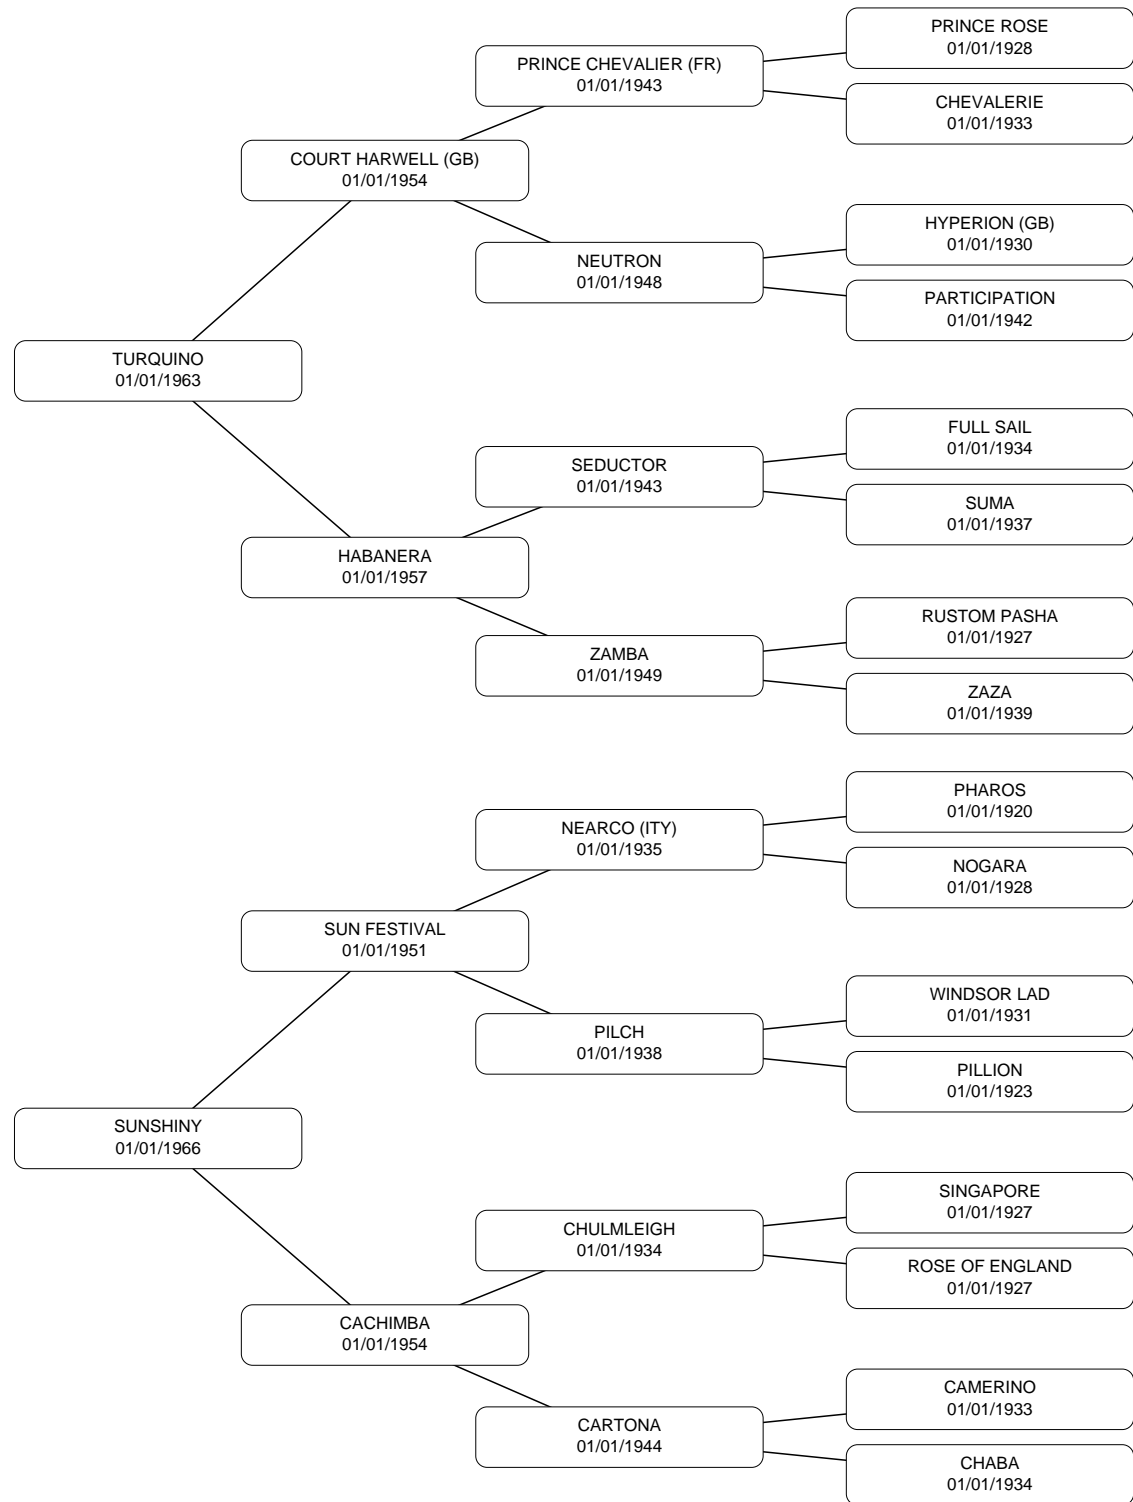 PRINCE ROSE
01/01/1928
PRINCE CHEVALIER (FR)
01/01/1943
CHEVALERIE
01/01/1933
COURT HARWELL (GB)
01/01/1954
HYPERION (GB)
01/01/1930
NEUTRON
01/01/1948
PARTICIPATION
01/01/1942
TURQUINO
01/01/1963
FULL SAIL
01/01/1934
SEDUCTOR
01/01/1943
SUMA
01/01/1937
HABANERA
01/01/1957
RUSTOM PASHA
01/01/1927
ZAMBA
01/01/1949
ZAZA
01/01/1939
PHAROS
01/01/1920
NEARCO (ITY)
01/01/1935
NOGARA
01/01/1928
SUN FESTIVAL
01/01/1951
WINDSOR LAD
01/01/1931
PILCH
01/01/1938
PILLION
01/01/1923
SUNSHINY
01/01/1966
SINGAPORE
01/01/1927
CHULMLEIGH
01/01/1934
ROSE OF ENGLAND
01/01/1927
CACHIMBA
01/01/1954
CAMERINO
01/01/1933
CARTONA
01/01/1944
CHABA
01/01/1934